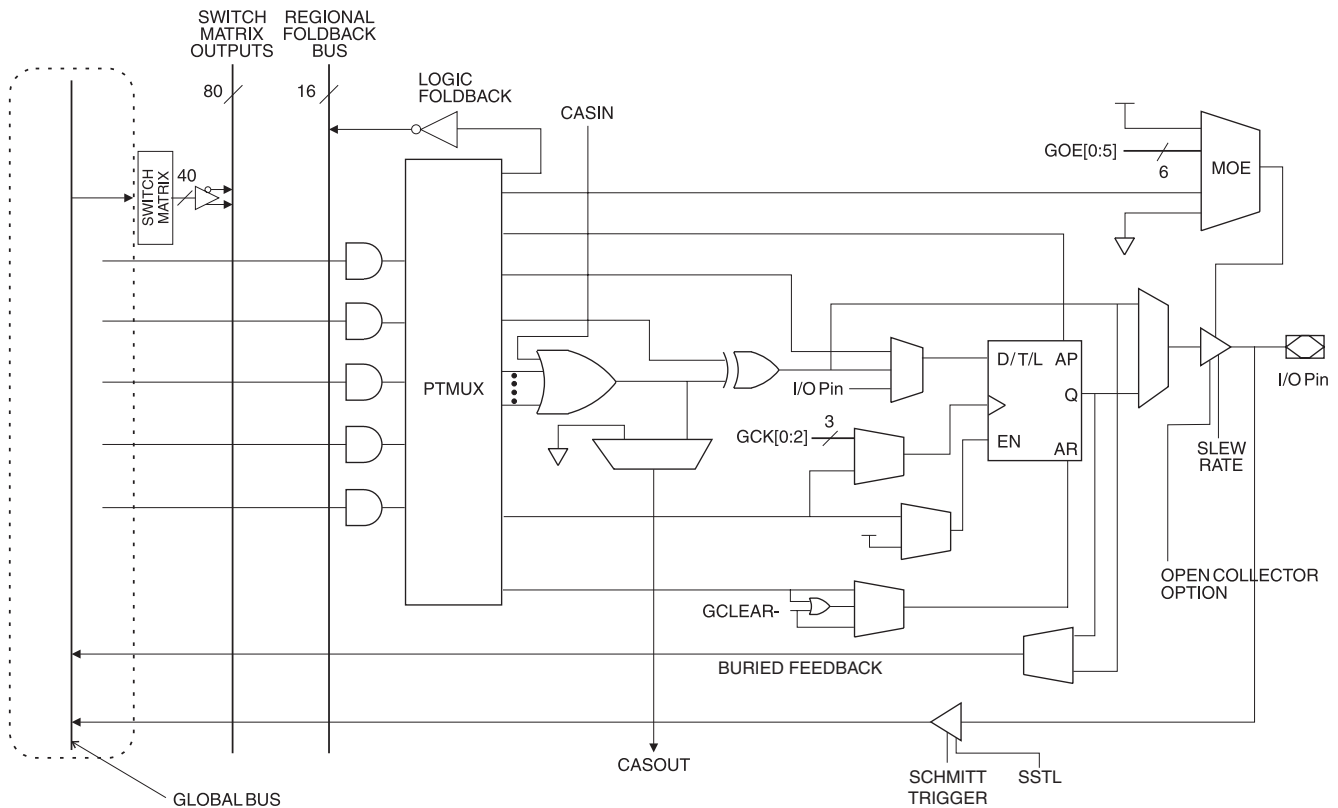 SWITCH
MATRIX
OUTPUTS
REGIONAL
FOLDBACK
BUS
80
16
LOGIC
FOLDBACK
CASIN
GOE[0:5]
6
MOE
SWITCH
MATRIX
40
PTMUX
D/T/L
AP
Q
EN
AR
I/O Pin
I/O Pin
GCK[0:2]
3
SLEW
RATE
OPEN COLLECTOR
OPTION
GCLEAR-
BURIED FEEDBACK
CASOUT
SCHMITT
TRIGGER
SSTL
GLOBAL BUS